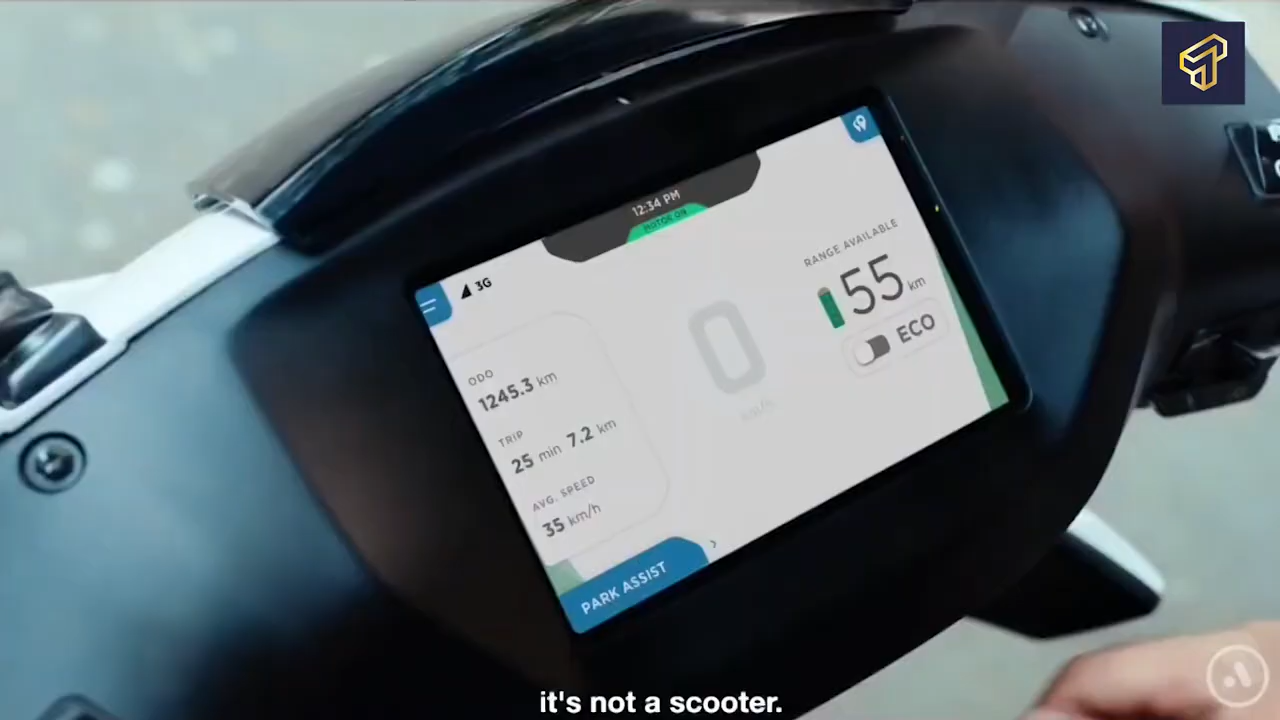 12:34 PM
MOTOR ON
3G
RANGE AVAILABLE
55 km
ECO
0
km/h
ODO
1245.3 km
TRIP
25 min 7.2 km
AVG. SPEED
35 km/h
PARK ASSIST
it's not a scooter.